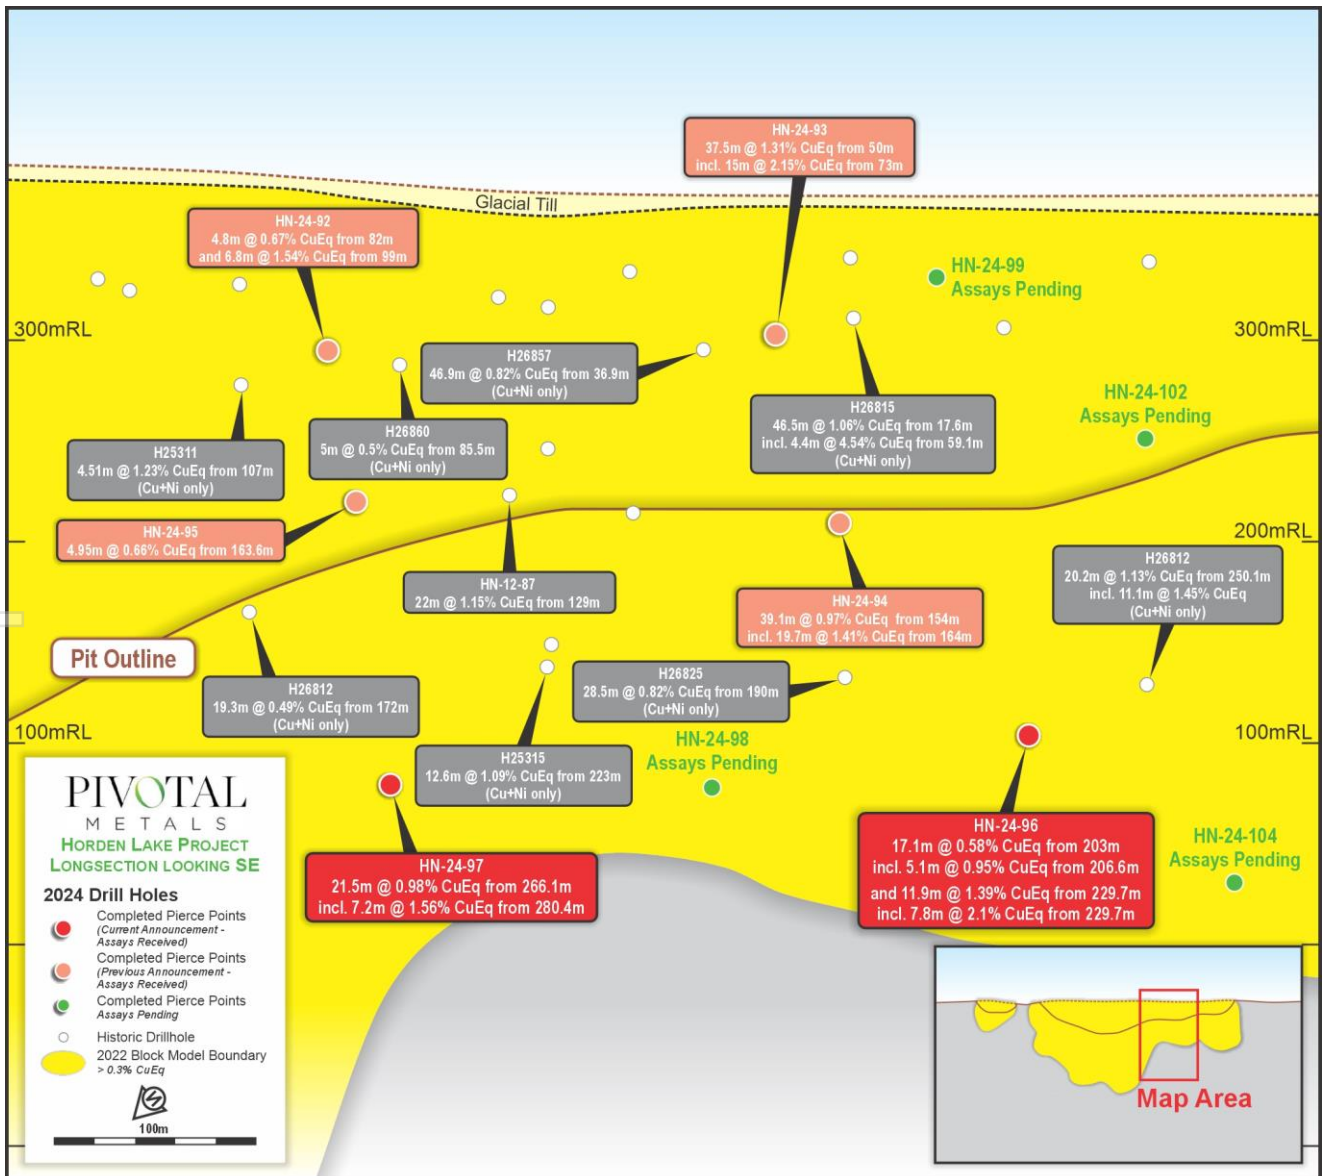 HN-24-93
37.5m @ 1.31% CuEq from 50m
incl. 15m @ 2.15% CuEq from 73m
Glacial Till
HN-24-92
4.8m @ 0.67% CuEq from 82m
and 6.8m @ 1.54% CuEq from 99m
HN-24-99
Assays Pending
300mRL
300mRL
H26857
46.9m @ 0.82% CuEq from 36.9m
(Cu+Ni only)
HN-24-102
Assays Pending
H26815
46.5m @ 1.06% CuEq from 17.6m
incl. 4.4m @ 4.54% CuEq from 59.1m
(Cu+Ni only)
H26860
5m @ 0.5% CuEq from 85.5m
(Cu+Ni only)
H25311
4.51m @ 1.23% CuEq from 107m
(Cu+Ni only)
HN-24-95
4.95m @ 0.66% CuEq from 163.6m
200mRL
H26812
20.2m @ 1.13% CuEq from 250.1m
incl. 11.1m @ 1.45% CuEq
(Cu+Ni only)
HN-12-87
22m @ 1.15% CuEq from 129m
HN-24-94
39.1m @ 0.97% CuEq from 154m
incl. 19.7m @ 1.41% CuEq from 164m
Pit Outline
H26812
19.3m @ 0.49% CuEq from 172m
(Cu+Ni only)
H26825
28.5m @ 0.82% CuEq from 190m
(Cu+Ni only)
100mRL
100mRL
HN-24-98
Assays Pending
H25315
12.6m @ 1.09% CuEq from 223m
(Cu+Ni only)
HN-24-96
17.1m @ 0.58% CuEq from 203m
incl. 5.1m @ 0.95% CuEq from 206.6m
and 11.9m @ 1.39% CuEq from 229.7m
incl. 7.8m @ 2.1% CuEq from 229.7m
HN-24-104
Assays Pending
HN-24-97
21.5m @ 0.98% CuEq from 266.1m
incl. 7.2m @ 1.56% CuEq from 280.4m
PIVOTAL
METALS
HORDEN LAKE PROJECT
LONGSECTION LOOKING SE
2024 Drill Holes
Completed Pierce Points
(Current Announcement -
Assays Received)
Completed Pierce Points
(Previous Announcement -
Assays Received)
Completed Pierce Points
Assays Pending
Historic Drillhole
2022 Block Model Boundary
> 0.3% CuEq
100m
Map Area